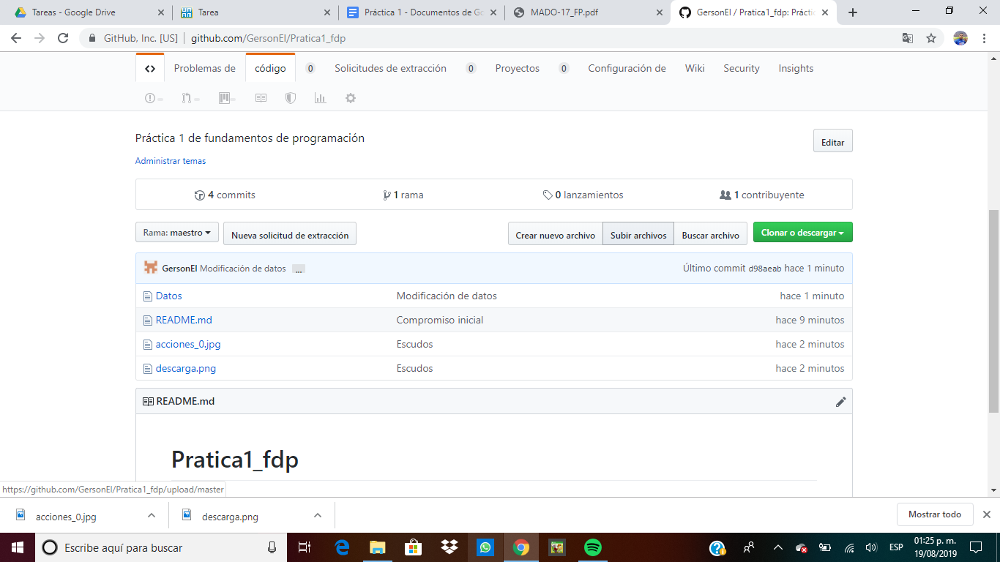 Tareas - Google Drive
Tarea
Práctica 1 - Documentos de Go
MADO-17_FP.pdf
GersonEl / Pratica1_fdp: Prácti
GitHub, Inc. [US] github.com/GersonEl/Pratica1_fdp
Problemas de código 0 Solicitudes de extracción 0 Proyectos 0 Configuración de Wiki Security Insights
Práctica 1 de fundamentos de programación
Editar
Administrar temas
4 commits 1 rama 0 lanzamientos 1 contribuyente
Rama: maestro Nueva solicitud de extracción Crear nuevo archivo Subir archivos Buscar archivo Clonar o descargar
GersonEl Modificación de datos ... Último commit d98aeab hace 1 minuto
Datos Modificación de datos hace 1 minuto
README.md Compromiso inicial hace 9 minutos
acciones_0.jpg Escudos hace 2 minutos
descarga.png Escudos hace 2 minutos
README.md
Pratica1_fdp
https://github.com/GersonEl/Pratica1_fdp/upload/master
acciones_0.jpg descarga.png Mostrar todo
Escribe aquí para buscar
ESP
01:25 p. m.
19/08/2019